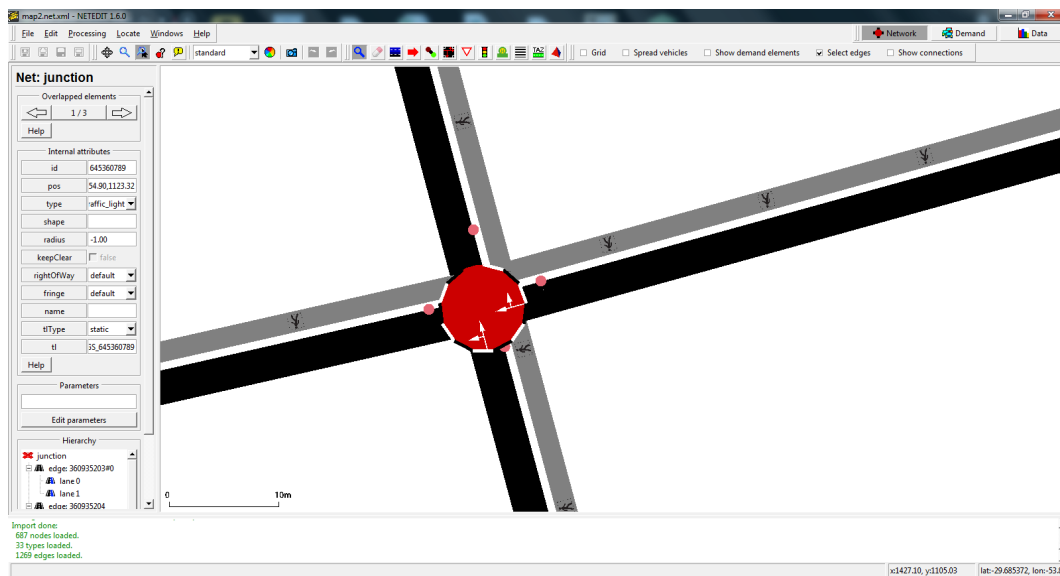 map2.net.xml - NETEDIT 1.6.0
File Edit Processing Locate Windows Help
Network Demand Data
standard
TAZ
Grid Spread vehicles Show demand elements Select edges Show connections
Net: junction
Overlapped elements
1 / 3
Help
Internal attributes
id 645360789
pos 54.90,1123.32
type raffic_light
shape
radius -1.00
keepClear false
rightOfWay default
fringe default
name
tlType static
tl 5S_645360789
Help
Parameters
Edit parameters
Hierarchy
junction
edge: 360935203#0
lane 0
lane 1
edge: 360935204
0 10m
Import done:
687 nodes loaded.
33 types loaded.
1269 edges loaded.
x:1427.10, y:1105.03 lat:-29.685372, lon:-53.